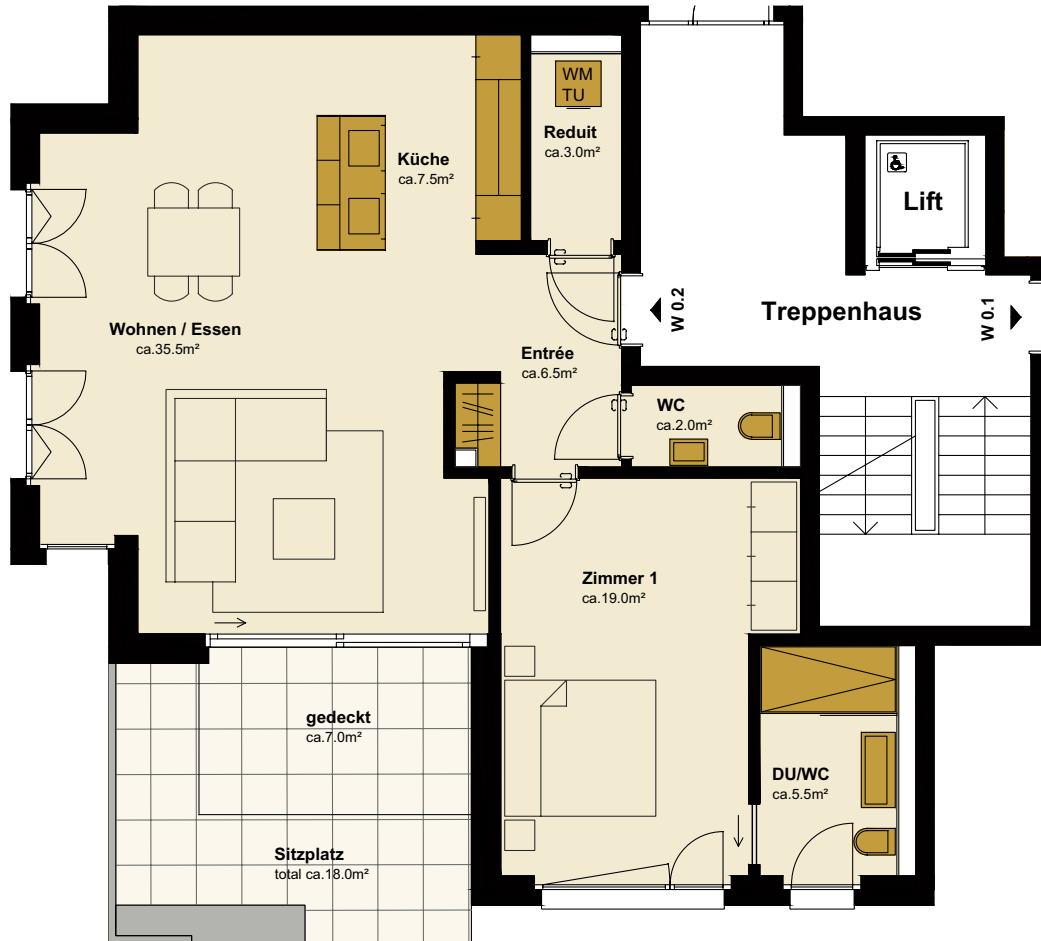 WM
TU
Reduit
ca.3.0m²
Küche
ca.7.5m²
Lift
Wohnen / Essen
ca.35.5m²
Entrée
ca.6.5m²
W 0.2
Treppenhaus
W 0.1
WC
ca.2.0m²
Zimmer 1
ca.19.0m²
gedeckt
ca.7.0m²
DU/WC
ca.5.5m²
Sitzplatz
total ca.18.0m²